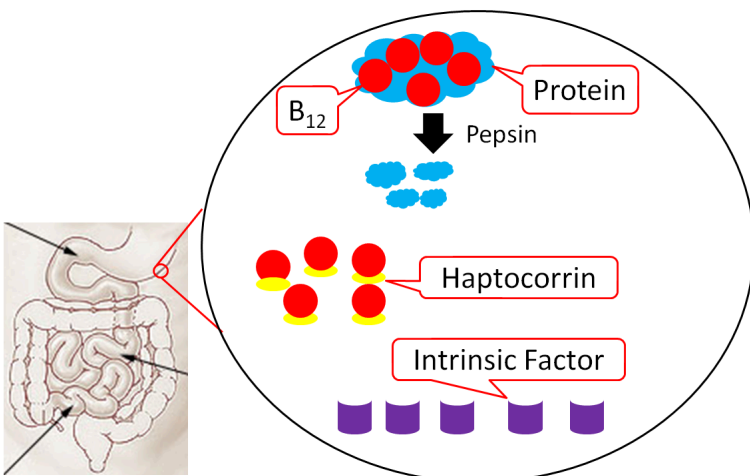 B₁₂
Protein
Pepsin
Haptocorrin
Intrinsic Factor